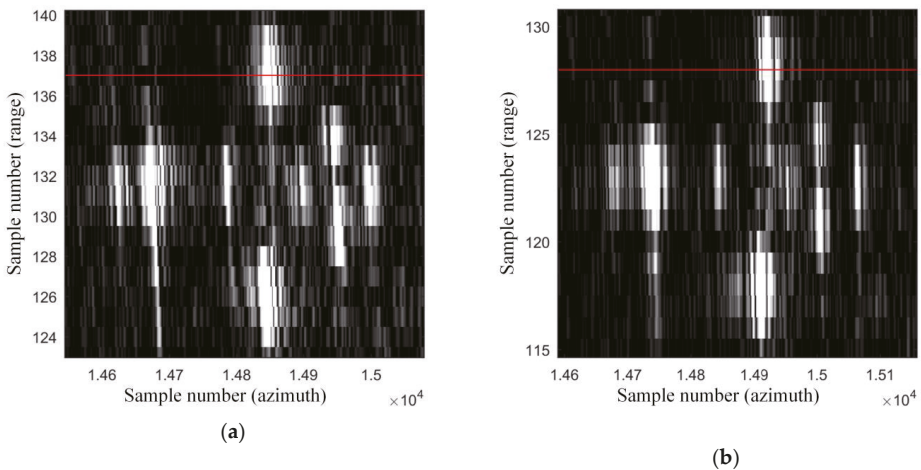 140
138
136
134
132
130
128
126
124
Sample number (range)
1.46 1.47 1.48 1.49 1.5
Sample number (azimuth)
×10⁴
(a)
130
125
120
115
Sample number (range)
1.46 1.47 1.48 1.49 1.5 1.51
Sample number (azimuth)
×10⁴
(b)